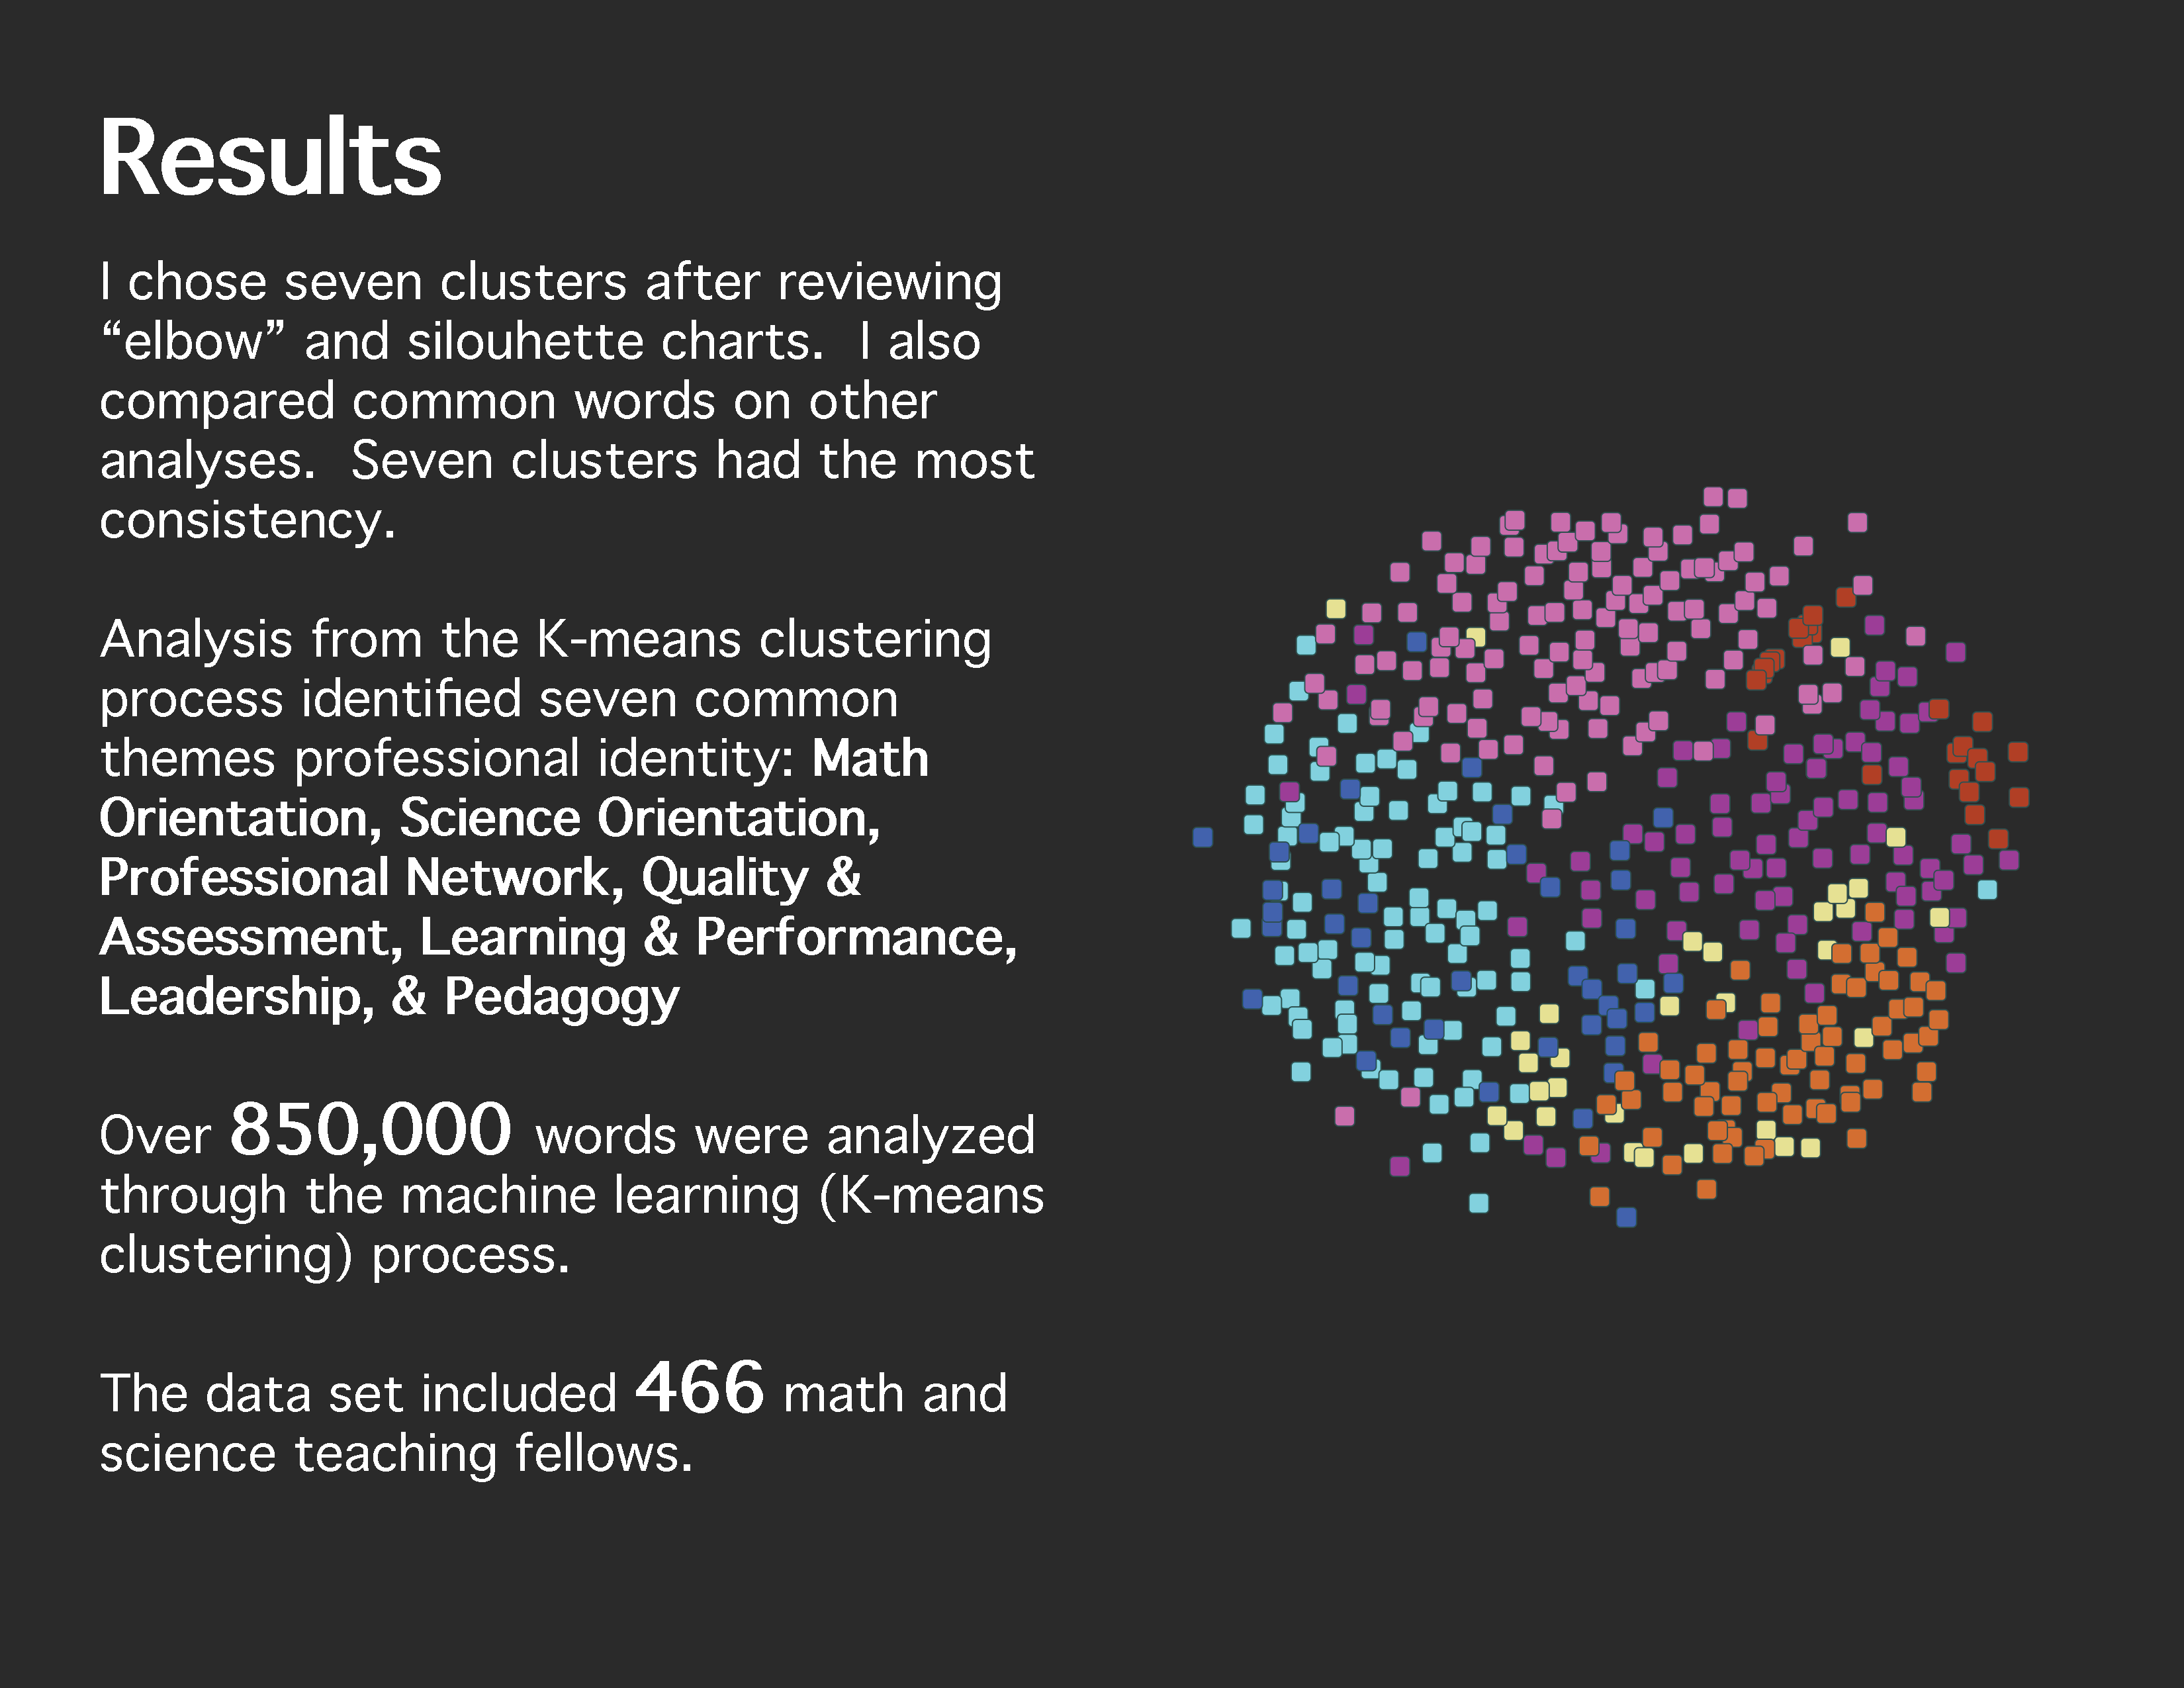 Results
I chose seven clusters after reviewing
“elbow” and silouhette charts. I also
compared common words on other
analyses. Seven clusters had the most
consistency.
Analysis from the K-means clustering
process identified seven common
themes professional identity: Math
Orientation, Science Orientation,
Professional Network, Quality &
Assessment, Learning & Performance,
Leadership, & Pedagogy
Over 850,000 words were analyzed
through the machine learning (K-means
clustering) process.
The data set included 466 math and
science teaching fellows.